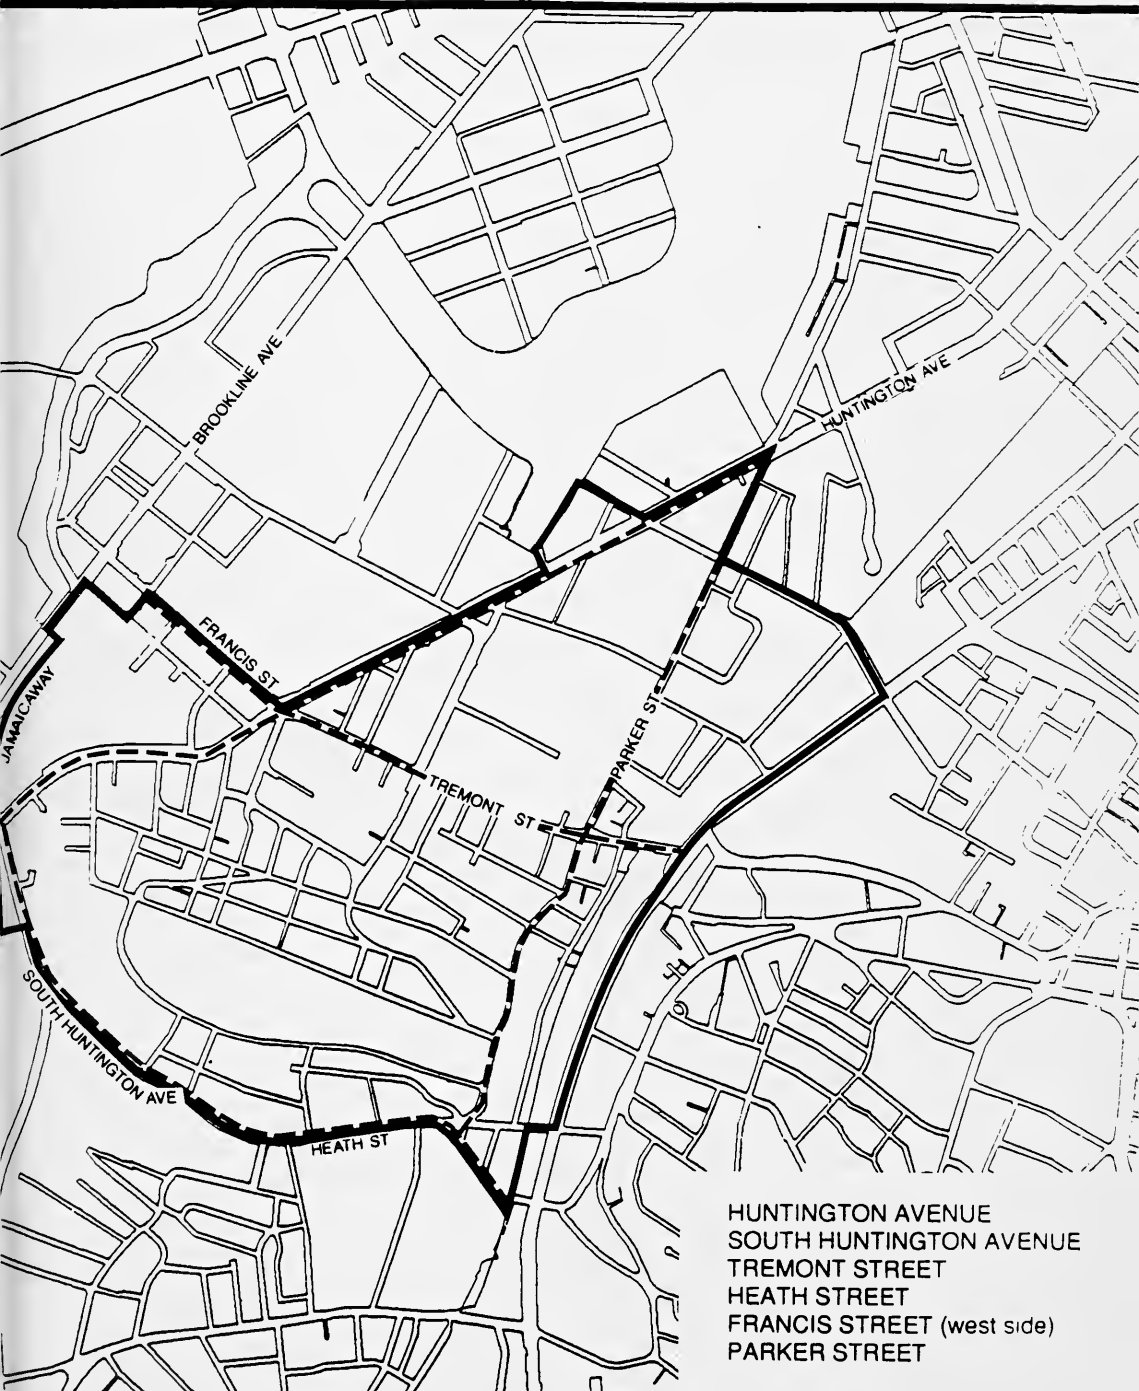 HUNTINGTON AVE
BROOKLINE AVE
FRANCIS ST
JAMAICAWAY
PARKER ST
TREMONT ST
SOUTH HUNTINGTON AVE
HEATH ST
HUNTINGTON AVENUE
SOUTH HUNTINGTON AVENUE
TREMONT STREET
HEATH STREET
FRANCIS STREET (west side)
PARKER STREET